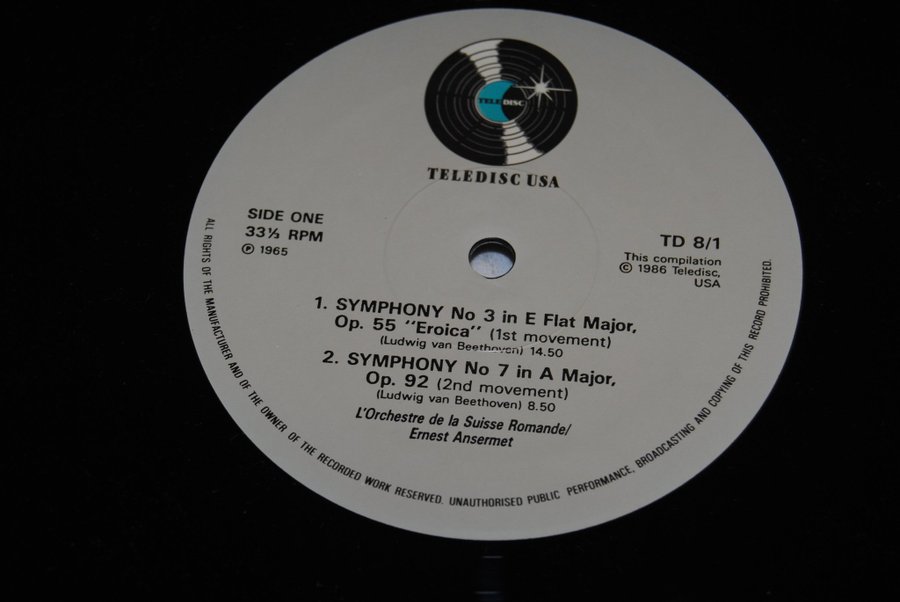 TELEDISC
TELEDISC USA
SIDE ONE
33⅓ RPM
℗ 1965
TD 8/1
This compilation
© 1986 Teledisc,
USA
1. SYMPHONY No 3 in E Flat Major,
Op. 55 "Eroica" (1st movement)
(Ludwig van Beethoven) 14.50
2. SYMPHONY No 7 in A Major,
Op. 92 (2nd movement)
(Ludwig van Beethoven) 8.50
L'Orchestre de la Suisse Romande/
Ernest Ansermet
ALL RIGHTS OF THE MANUFACTURER AND OF THE OWNER OF THE RECORDED WORK RESERVED. UNAUTHORISED PUBLIC PERFORMANCE, BROADCASTING AND COPYING OF THIS RECORD PROHIBITED.